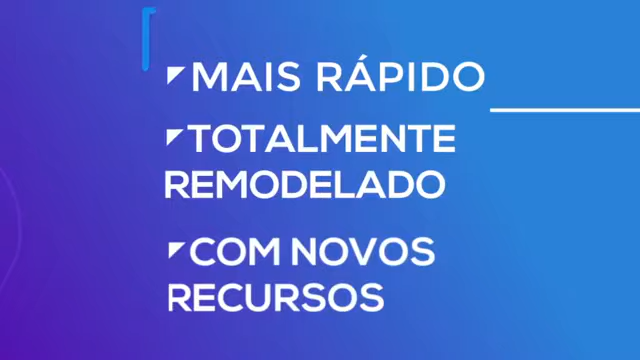 MAIS RÁPIDO
TOTALMENTE
REMODELADO
COM NOVOS
RECURSOS